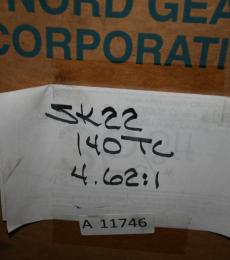 NORD GEA
CORPORATI
SK22
140TC
4.62:1
A 11746